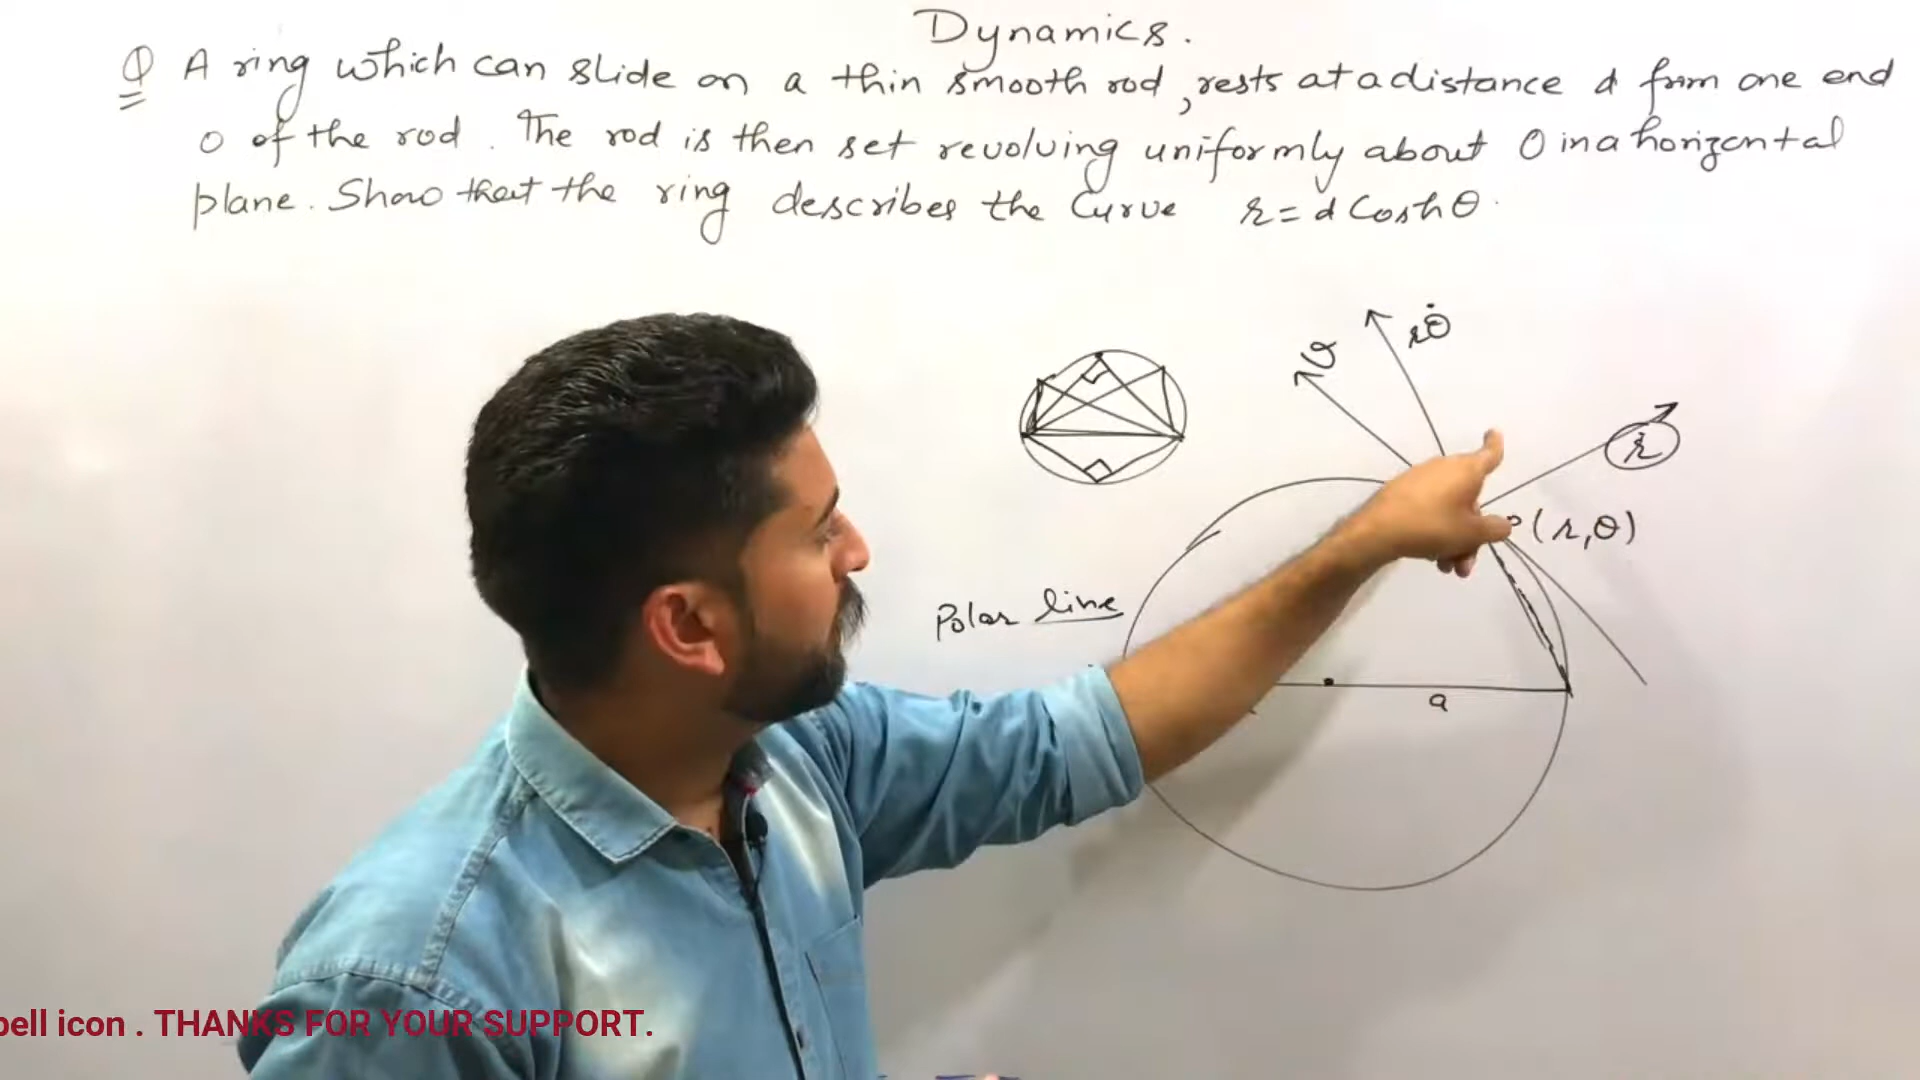 Dynamics.
Q A ring which can slide on a thin smooth rod, rests at a distance d from one end
O of the rod. The rod is then set revolving uniformly about O in a horizontal
plane. Show that the ring describes the curve r = d Cosh θ.
rθ̇
v
ṙ
P(r,θ)
Polar line
a
bell icon . THANKS FOR YOUR SUPPORT.